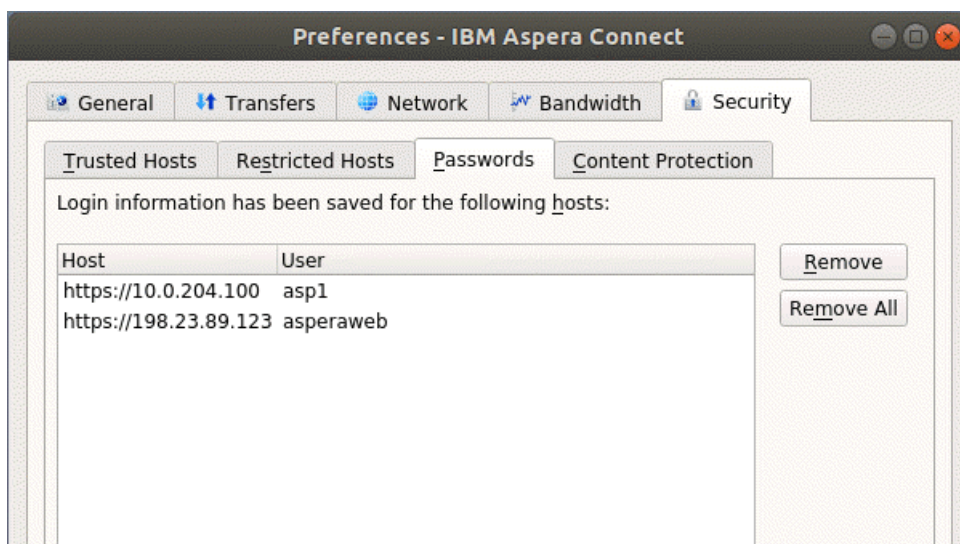 Preferences - IBM Aspera Connect
General Transfers Network Bandwidth Security
Trusted Hosts Restricted Hosts Passwords Content Protection
Login information has been saved for the following hosts:
Host User
https://10.0.204.100 asp1
https://198.23.89.123 asperaweb
Remove
Remove All